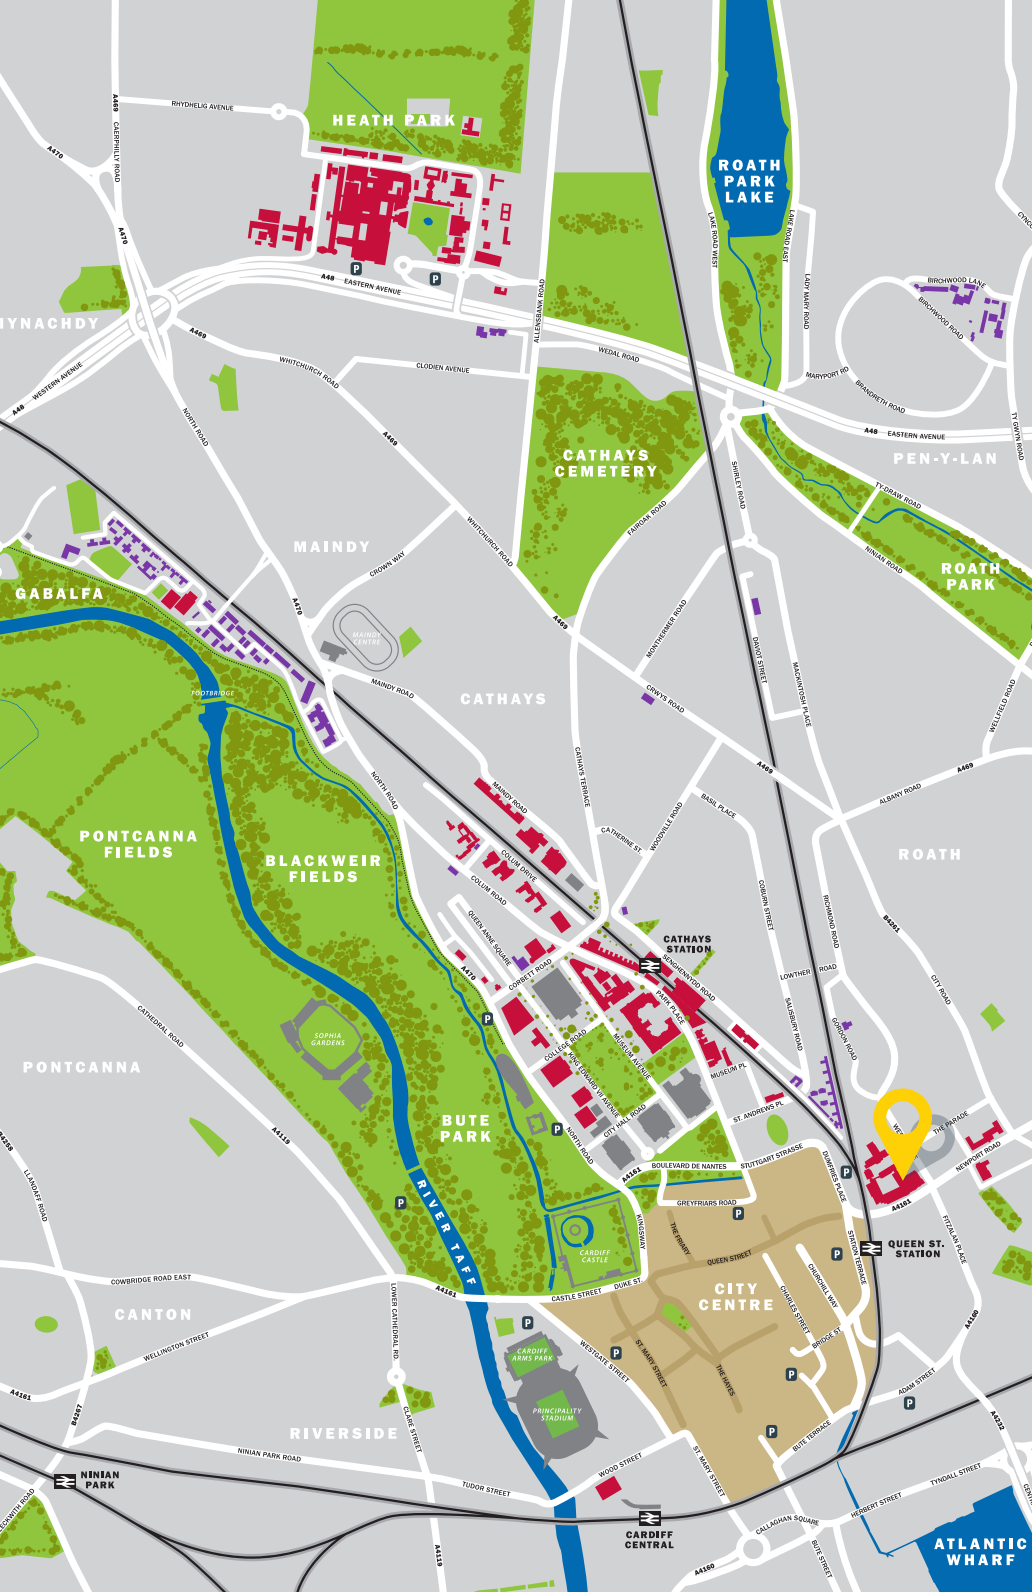 HEATH PARK
RHYDHELIG AVENUE
A469
CAERPHILLY ROAD
A470
A470
ROATH
PARK
LAKE
LAKE ROAD WEST
LAKE ROAD EAST
LADY MARY ROAD
P
P
A48
EASTERN AVENUE
ALLENSBANK ROAD
BIRCHWOOD LANE
BIRCHWOOD ROAD
MYNACHDY
A469
WHITCHURCH ROAD
CLODIEN AVENUE
WEDAL ROAD
MARYPORT RD
BRANDRETH ROAD
WESTERN AVENUE
A48
NORTH ROAD
A469
A48
EASTERN AVENUE
TY GWYN ROAD
PEN-Y-LAN
CATHAYS
CEMETERY
SHIRLEY ROAD
TY-DRAW ROAD
FAIROAK ROAD
WHITCHURCH ROAD
MAINDY
CROWN WAY
NINIAN ROAD
ROATH
PARK
GABALFA
A470
MAINDY
CENTRE
A469
MONTHERMER ROAD
DAVIOT STREET
MACKINTOSH PLACE
FOOTBRIDGE
MAINDY ROAD
CATHAYS
CRWYS ROAD
WELLFIELD ROAD
NORTH ROAD
CATHAYS TERRACE
A469
A469
ALBANY ROAD
MAINDY ROAD
BASIL PLACE
WOODVILLE ROAD
CATHERINE ST
PONTCANNA
FIELDS
BLACKWEIR
FIELDS
COLUM DRIVE
COLUM ROAD
ROATH
COBURN STREET
RICHMOND ROAD
B4261
QUEEN ANNE SQUARE
CATHAYS
STATION
SENGHENNYDD ROAD
A470
CORBETT ROAD
LOWTHER ROAD
CITY ROAD
CATHEDRAL ROAD
PARK PLACE
SALISBURY ROAD
GORDON ROAD
P
SOPHIA
GARDENS
COLLEGE ROAD
MUSEUM AVENUE
KING EDWARD VII AVENUE
MUSEUM PL
PONTCANNA
BUTE
PARK
P
CITY HALL ROAD
ST. ANDREWS PL
THE PARADE
NORTH ROAD
NEWPORT ROAD
B4258
A4119
LLANDAFF ROAD
A4161
BOULEVARD DE NANTES
STUTTGART STRASSE
DUMFRIES PLACE
P
A4161
RIVER TAFF
P
GREYFRIARS ROAD
P
KINGSWAY
THE FRIARY
QUEEN STREET
CARDIFF
CASTLE
P
STATION TERRACE
QUEEN ST.
STATION
FITZALAN PLACE
COWBRIDGE ROAD EAST
A4161
CASTLE STREET
DUKE ST.
CITY
CENTRE
CHARLES STREET
CHURCHILL WAY
CANTON
LOWER CATHEDRAL RD.
P
A4160
WELLINGTON STREET
WESTGATE STREET
P
ST. MARY STREET
BRIDGE ST
CARDIFF
ARMS PARK
THE HAYES
P
ADAM STREET
P
A4161
B4267
CLARE STREET
PRINCIPALITY
STADIUM
A4232
RIVERSIDE
P
BUTE TERRACE
NINIAN PARK ROAD
ST. MARY STREET
WOOD STREET
NINIAN
PARK
TUDOR STREET
TYNDALL STREET
HERBERT STREET
CALLAGHAN SQUARE
CARDIFF
CENTRAL
A4119
BUTE STREET
ATLANTIC
WHARF
A4160